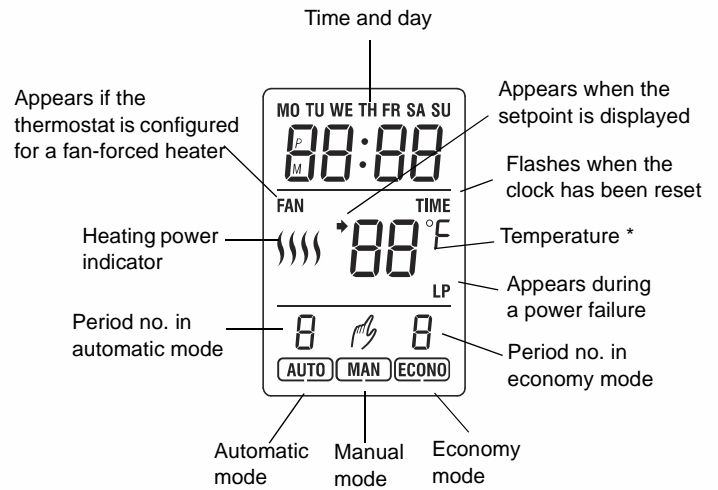 Time and day
Appears if the
thermostat is configured
for a fan-forced heater
Appears when the
setpoint is displayed
MO TU WE TH FR SA SU
P
M
88:88
Flashes when the
clock has been reset
FAN
TIME
Heating power
indicator
88 °F
Temperature *
LP
Appears during
a power failure
Period no. in
automatic mode
8
8
Period no. in
economy mode
AUTO
MAN
ECONO
Automatic
mode
Manual
mode
Economy
mode